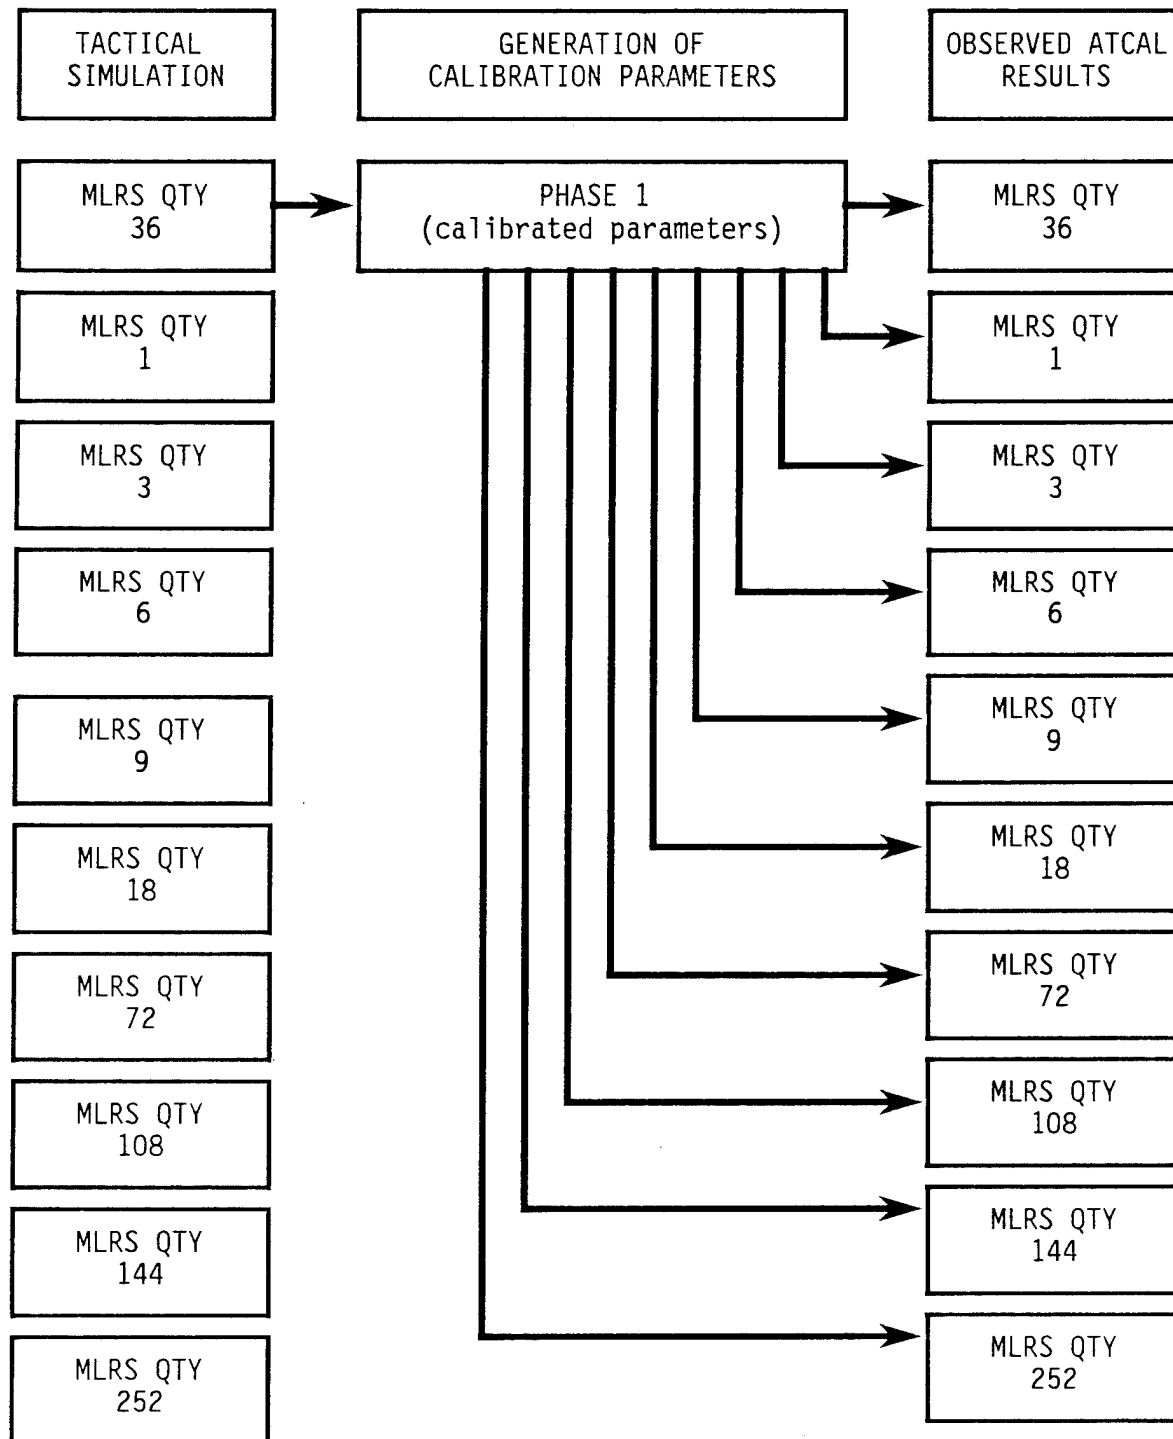 TACTICAL
SIMULATION
GENERATION OF
CALIBRATION PARAMETERS
OBSERVED ATCAL
RESULTS
MLRS QTY
36
PHASE 1
(calibrated parameters)
MLRS QTY
36
MLRS QTY
1
MLRS QTY
1
MLRS QTY
3
MLRS QTY
3
MLRS QTY
6
MLRS QTY
6
MLRS QTY
9
MLRS QTY
9
MLRS QTY
18
MLRS QTY
18
MLRS QTY
72
MLRS QTY
72
MLRS QTY
108
MLRS QTY
108
MLRS QTY
144
MLRS QTY
144
MLRS QTY
252
MLRS QTY
252